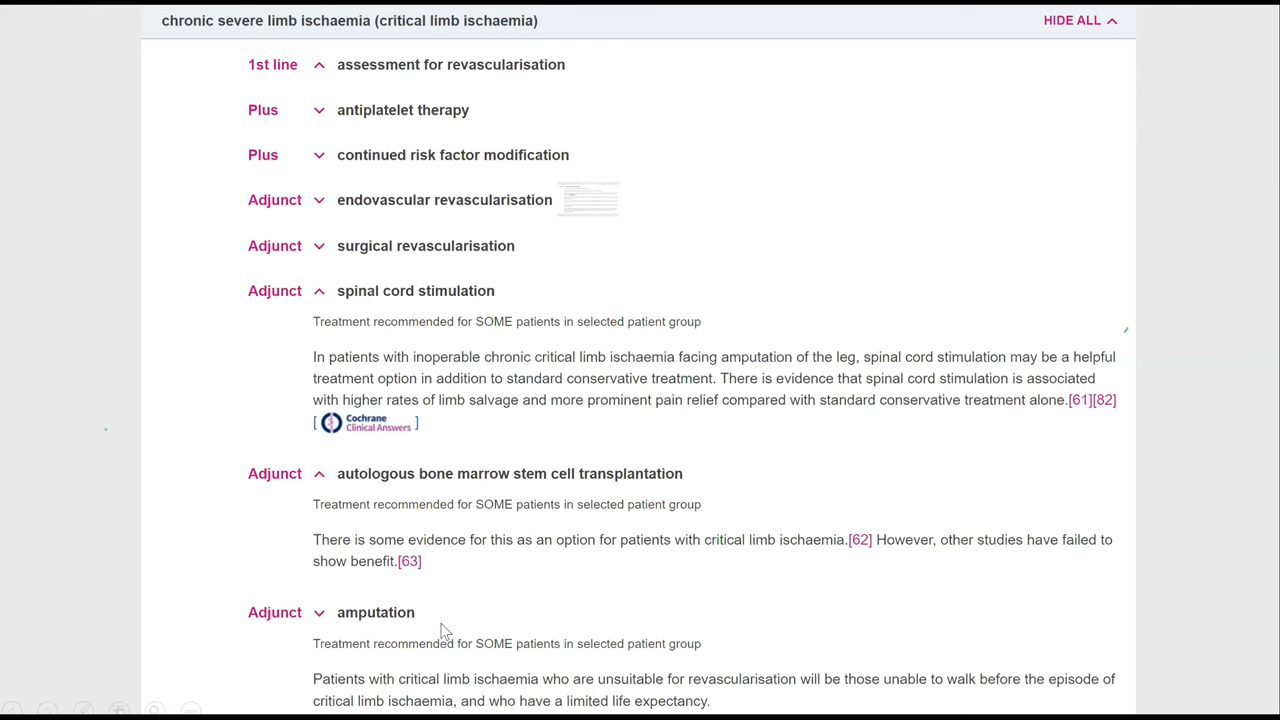 chronic severe limb ischaemia (critical limb ischaemia) HIDE ALL
1st line assessment for revascularisation
Plus antiplatelet therapy
Plus continued risk factor modification
Adjunct endovascular revascularisation
Adjunct surgical revascularisation
Adjunct spinal cord stimulation
Treatment recommended for SOME patients in selected patient group
In patients with inoperable chronic critical limb ischaemia facing amputation of the leg, spinal cord stimulation may be a helpful
treatment option in addition to standard conservative treatment. There is evidence that spinal cord stimulation is associated
with higher rates of limb salvage and more prominent pain relief compared with standard conservative treatment alone.[61][82]
[ Cochrane
Clinical Answers ]
Adjunct autologous bone marrow stem cell transplantation
Treatment recommended for SOME patients in selected patient group
There is some evidence for this as an option for patients with critical limb ischaemia.[62] However, other studies have failed to
show benefit.[63]
Adjunct amputation
Treatment recommended for SOME patients in selected patient group
Patients with critical limb ischaemia who are unsuitable for revascularisation will be those unable to walk before the episode of
critical limb ischaemia, and who have a limited life expectancy.